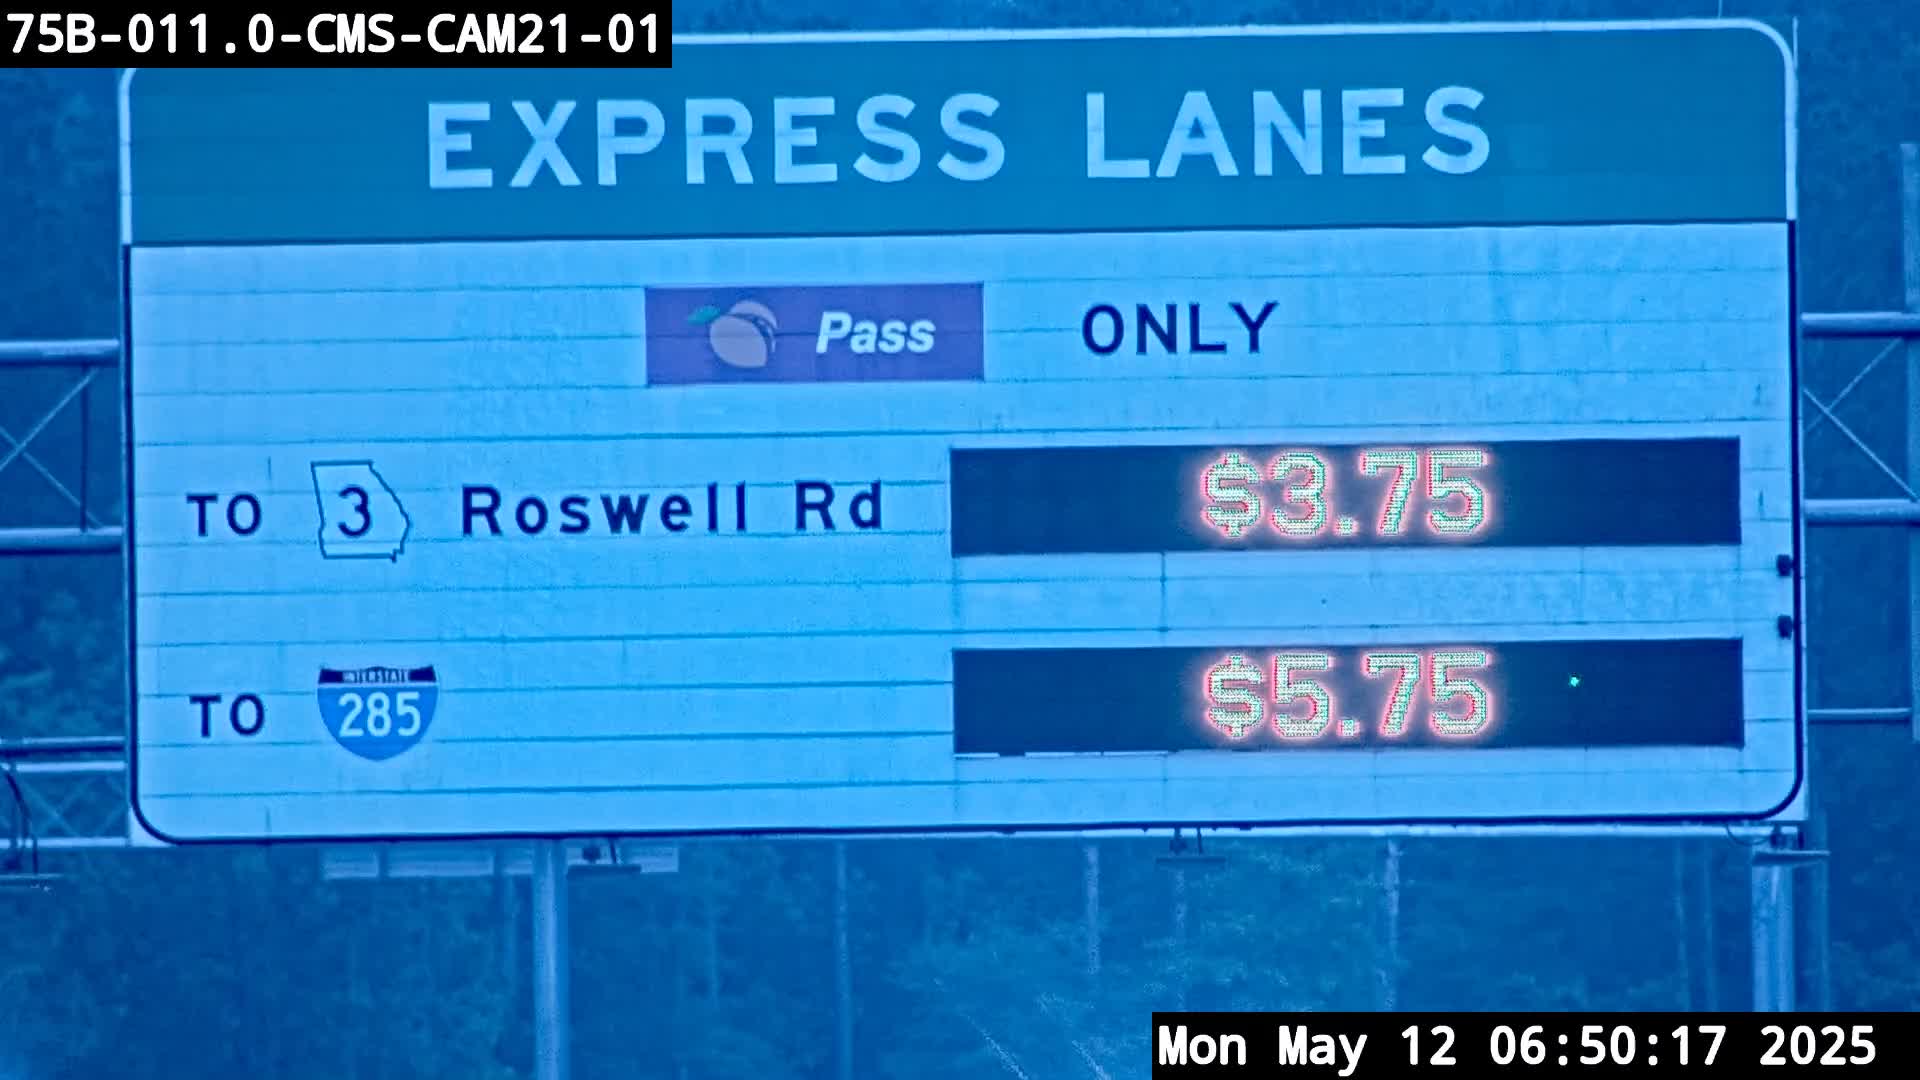 75B-011.0-CMS-CAM21-01
EXPRESS LANES
Pass ONLY
TO 3 Roswell Rd $3.75
INTERSTATE
TO 285 $5.75
Mon May 12 06:50:17 2025